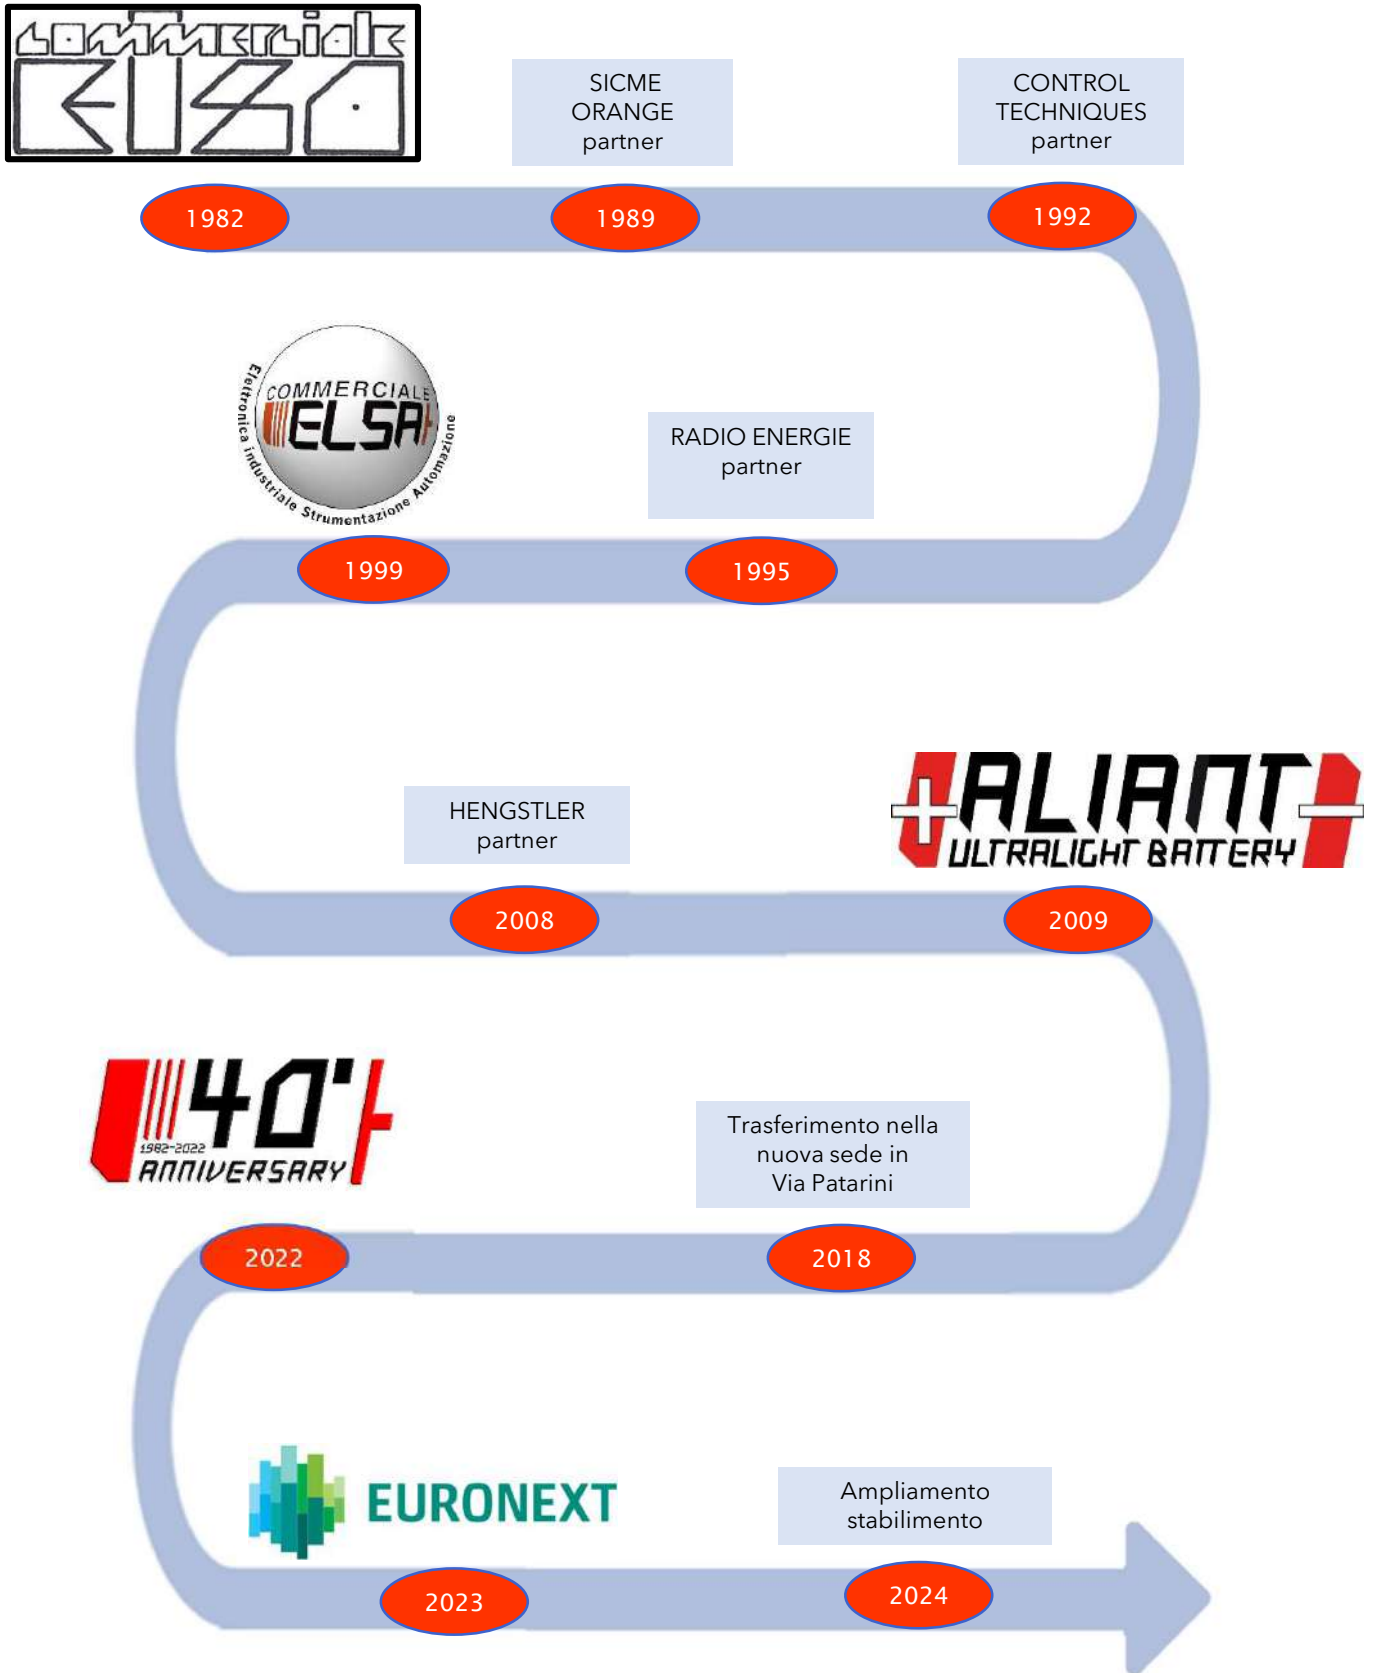 commerciale
ELSA
SICME
ORANGE
partner
CONTROL
TECHNIQUES
partner
1982
1989
1992
COMMERCIALE
ELSA
Elettronica industriale Strumentazione Automazione
RADIO ENERGIE
partner
1999
1995
HENGSTLER
partner
ALIANT
ULTRALIGHT BATTERY
2008
2009
40°
1982-2022
ANNIVERSARY
Trasferimento nella
nuova sede in
Via Patarini
2022
2018
EURONEXT
Ampliamento
stabilimento
2023
2024